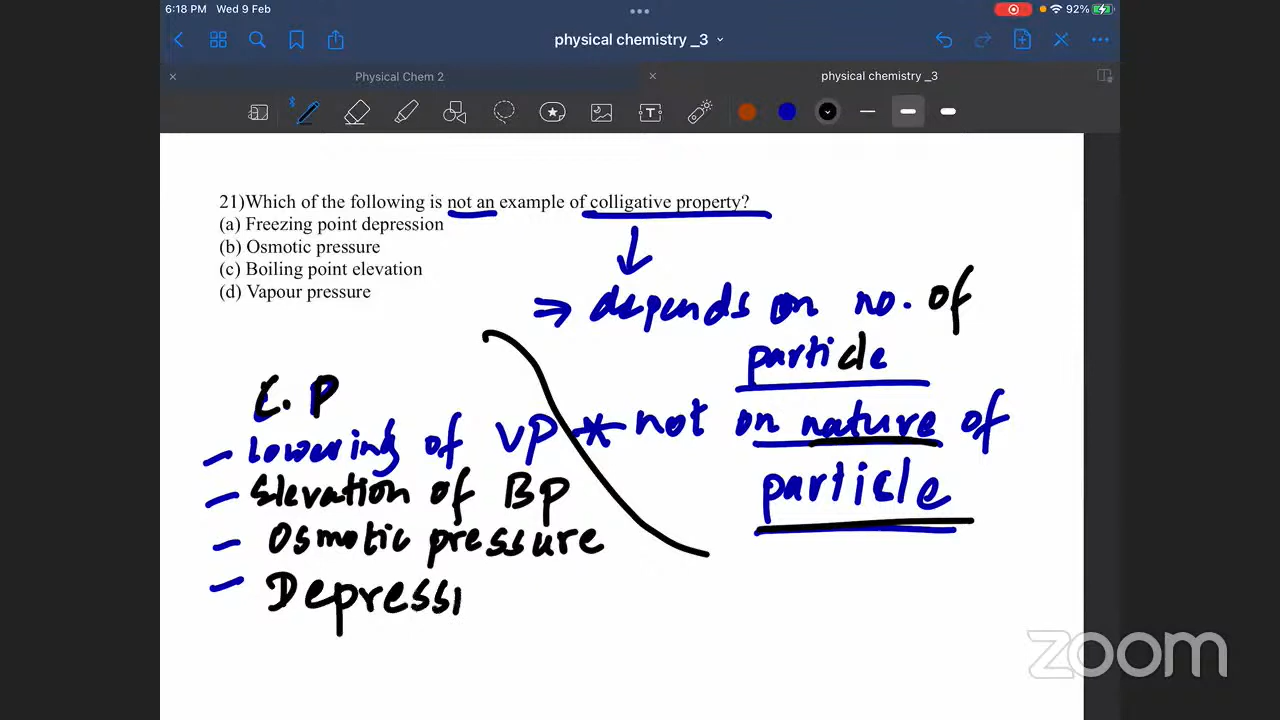 6:18 PM Wed 9 Feb
92%
physical chemistry _3
Physical Chem 2
physical chemistry _3
21)Which of the following is not an example of colligative property?
(a) Freezing point depression
(b) Osmotic pressure
(c) Boiling point elevation
(d) Vapour pressure
⇒ depends on no. of
particle
* not on nature of
particle
C.P
- Lowering of VP
- Elevation of BP
- Osmotic pressure
- Depressi
zoom